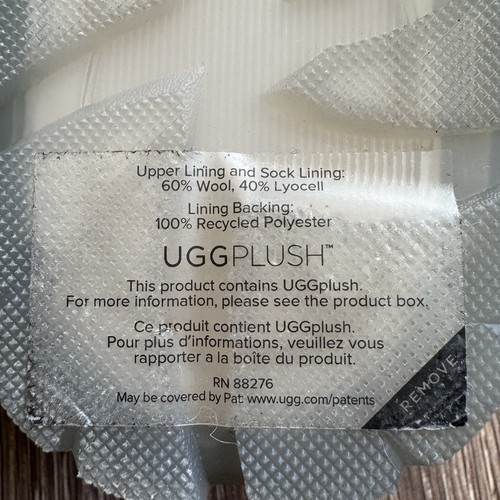 Upper Lining and Sock Lining:
60% Wool, 40% Lyocell
Lining Backing:
100% Recycled Polyester
UGGPLUSH™
This product contains UGGplush.
For more information, please see the product box.
Ce produit contient UGGplush.
Pour plus d'informations, veuillez vous
rapporter a la boîte du produit.
RN 88276
May be covered by Pat: www.ugg.com/patents
REMOVE